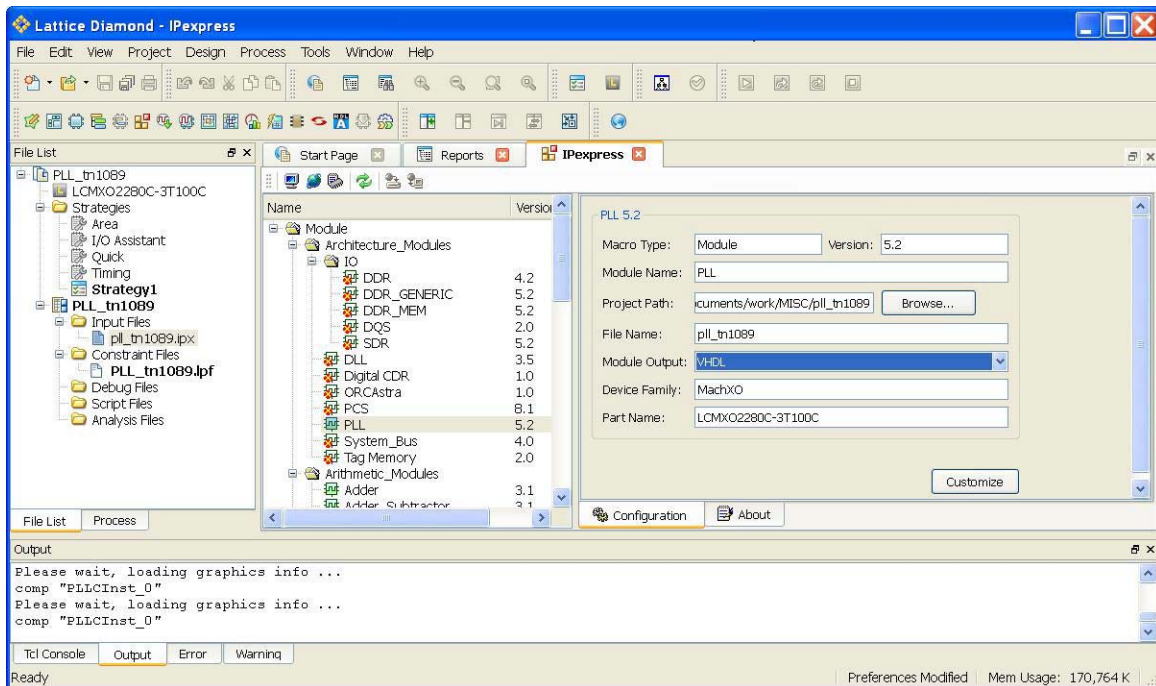 Lattice Diamond - IPexpress
File Edit View Project Design Process Tools Window Help
File List
PLL_tn1089
LCMXO2280C-3T100C
Strategies
Area
I/O Assistant
Quick
Timing
Strategy1
PLL_tn1089
Input Files
pll_tn1089.ipx
Constraint Files
PLL_tn1089.lpf
Debug Files
Script Files
Analysis Files
File List Process
Start Page Reports IPexpress
Name Version
Module
Architecture_Modules
IO
DDR 4.2
DDR_GENERIC 5.2
DDR_MEM 5.2
DQS 2.0
SDR 5.2
DLL 3.5
Digital CDR 1.0
ORCAstra 1.0
PCS 8.1
PLL 5.2
System_Bus 4.0
Tag Memory 2.0
Arithmetic_Modules
Adder 3.1
Adder_Subtractor 3.1
PLL 5.2
Macro Type: Module Version: 5.2
Module Name: PLL
Project Path: ocuments/work/MISC/pll_tn1089 Browse...
File Name: pll_tn1089
Module Output: VHDL
Device Family: MachXO
Part Name: LCMXO2280C-3T100C
Customize
Configuration About
Output
Please wait, loading graphics info ...
comp "PLLCInst_0"
Please wait, loading graphics info ...
comp "PLLCInst_0"
Tcl Console Output Error Warning
Ready Preferences Modified Mem Usage: 170,764 K